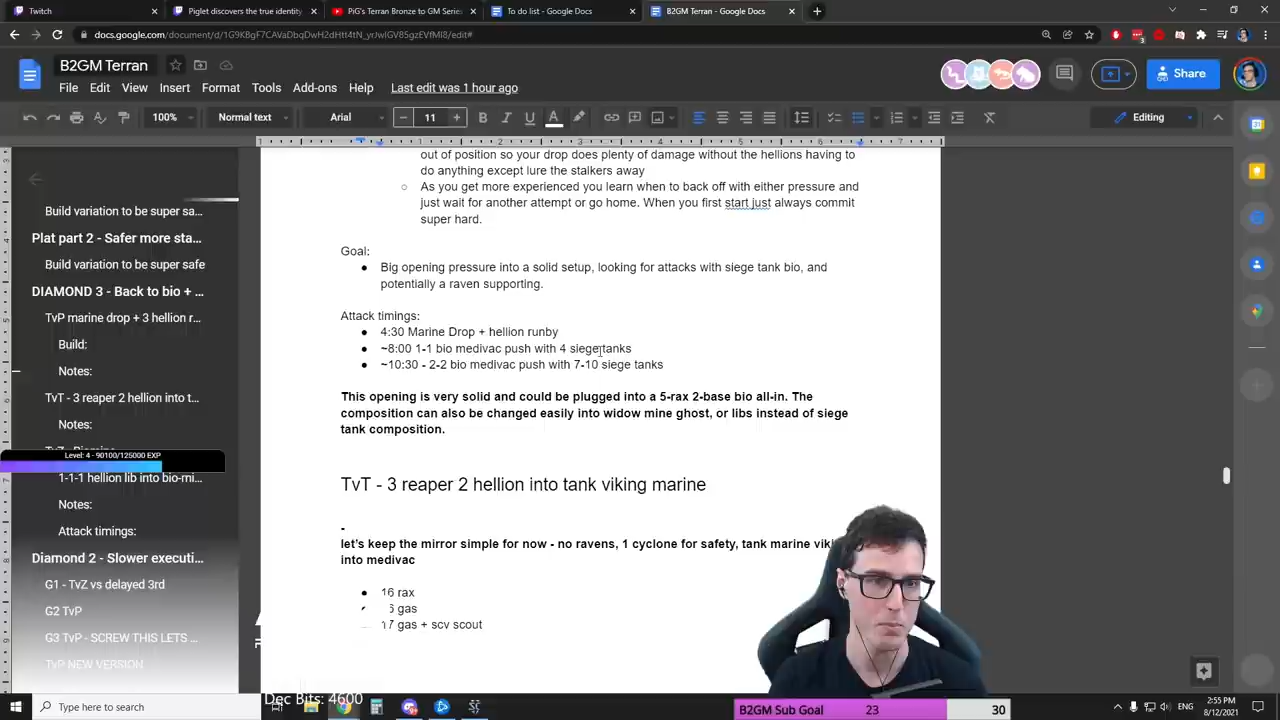 Twitch
Piglet discovers the true identity
PiG's Terran Bronze to GM Series
To do list - Google Docs
B2GM Terran - Google Docs
docs.google.com/document/d/1G9KBgF7CAVaDbqDwH2dHtt4tN_yrJwlGV85gzEVfMl8/edit#
B2GM Terran
File Edit View Insert Format Tools Add-ons Help Last edit was 1 hour ago
Share
100% Normal text Arial 11 Editing
Build variation to be super sa...
Plat part 2 - Safer more sta...
Build variation to be super safe
DIAMOND 3 - Back to bio + ...
TvP marine drop + 3 hellion r...
Build:
Notes:
TvT - 3 reaper 2 hellion into t...
Notes:
Level: 4 - 90100/125000 EXP
1-1-1 hellion lib into bio-mi...
Notes:
Attack timings:
Diamond 2 - Slower executi...
G1 - TvZ vs delayed 3rd
G2 TvP
G3 TvP - SCREW THIS LETS ...
TvP NEW VERSION
out of position so your drop does plenty of damage without the hellions having to
do anything except lure the stalkers away
As you get more experienced you learn when to back off with either pressure and
just wait for another attempt or go home. When you first start just always commit
super hard.
Goal:
Big opening pressure into a solid setup, looking for attacks with siege tank bio, and
potentially a raven supporting.
Attack timings:
4:30 Marine Drop + hellion runby
~8:00 1-1 bio medivac push with 4 siege tanks
~10:30 - 2-2 bio medivac push with 7-10 siege tanks
This opening is very solid and could be plugged into a 5-rax 2-base bio all-in. The
composition can also be changed easily into widow mine ghost, or libs instead of siege
tank composition.
TvT - 3 reaper 2 hellion into tank viking marine
-
let's keep the mirror simple for now - no ravens, 1 cyclone for safety, tank marine
into medivac
16 rax
6 gas
17 gas + scv scout
Dec Bits: 4600
Type here to search
B2GM Sub Goal 23 30
ENG
2:55 PM
8/12/2021